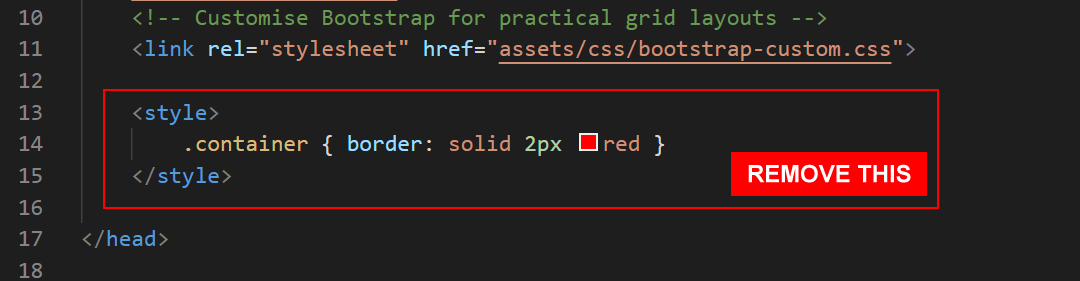 10 <!-- Customise Bootstrap for practical grid layouts -->
11 <link rel="stylesheet" href="assets/css/bootstrap-custom.css">
12
13 <style>
14 .container { border: solid 2px red }
15 </style>
REMOVE THIS
16
17 </head>
18